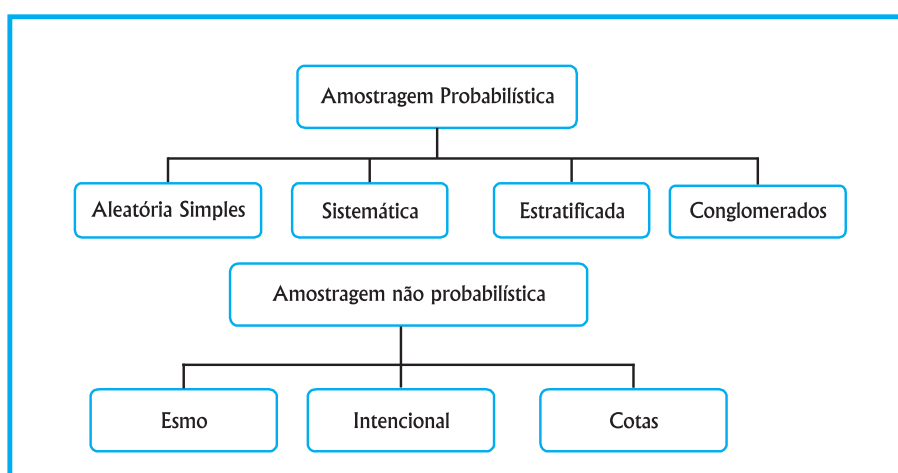 Amostragem Probabilística
Aleatória Simples
Sistemática
Estratificada
Conglomerados
Amostragem não probabilística
Esmo
Intencional
Cotas